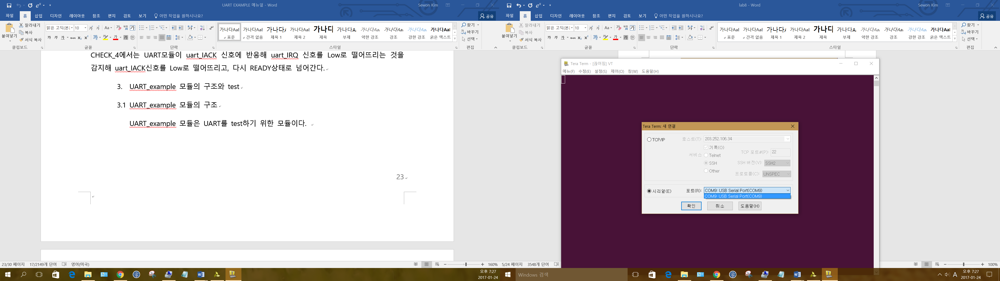 UART EXAMPLE 메뉴얼 - Word
Sewon Kim
파일 홈 삽입 디자인 레이아웃 참조 편지 검토 보기 어떤 작업을 원하시나요? 공유
붙여넣기
잘라내기
복사
서식 복사
클립보드
맑은 고딕(본문 10
글꼴
단락
가나다AaI 가나다AaI 가나다 가나다AaI 가나다 가나다A 가나다Aa 가나다Aa 가나다Aa 가나다AaI
표준 간격 없음 제목 1 제목 2 제목 부제 약한 강조 강조 강한 강조 굵은 텍스트
스타일
찾기
바꾸기
선택
편집
CHECK_4에서는 UART모듈이 uart_IACK 신호에 반응해 uart_IRQ 신호를 Low로 떨어뜨리는 것을
감지해 uart_IACK신호를 Low로 떨어뜨리고, 다시 READY상태로 넘어간다.
3. UART_example 모듈의 구조와 test
3.1 UART_example 모듈의 구조
UART_example 모듈은 UART를 test하기 위한 모듈이다.
23
23/30 페이지 17/2149개 단어 영어(미국) 160%
오후 7:27
2017-01-24
lab8 - Word
Sewon Kim
파일 홈 삽입 디자인 레이아웃 참조 편지 검토 보기 어떤 작업을 원하시나요? 공유
붙여넣기
잘라내기
복사
서식 복사
클립보드
맑은 고딕(본문 10
글꼴
단락
가나다AaI 가나다AaI 가나다 가나다AaI 가나다 가나다A 가나다Aa 가나다Aa 가나다Aa 가나다AaI
표준 간격 없음 제목 1 제목 2 제목 부제 약한 강조 강조 강한 강조 굵은 텍스트
스타일
찾기
바꾸기
선택
편집
Tera Term - [끊어짐] VT
메뉴(F) 수정(E) 설정(S) 제어(O) 창(W) 도움말(H)
Tera Term: 새 연결
TCP/IP 호스트(T): 203.252.106.34
기록(O)
서비스 Telnet TCP 포트#(P): 22
SSH SSH 버전(V): SSH2
Other 프로토콜(C): UNSPEC
시리얼(E) 포트(R): COM9: USB Serial Port(COM9)
COM9: USB Serial Port(COM9)
확인 취소 도움말(H)
5/24 페이지 3548개 단어 100%
Windows 검색
A
오후 7:27
2017-01-24